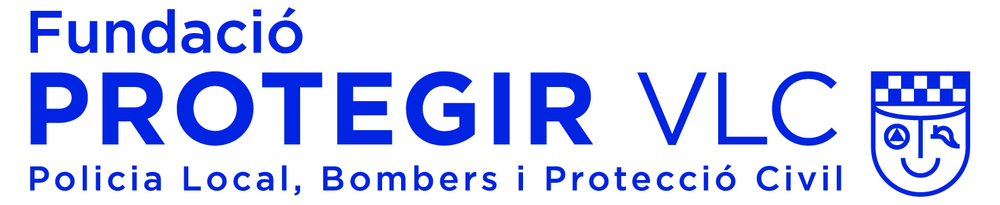 Fundació
PROTEGIR VLC
Policia Local, Bombers i Protecció Civil